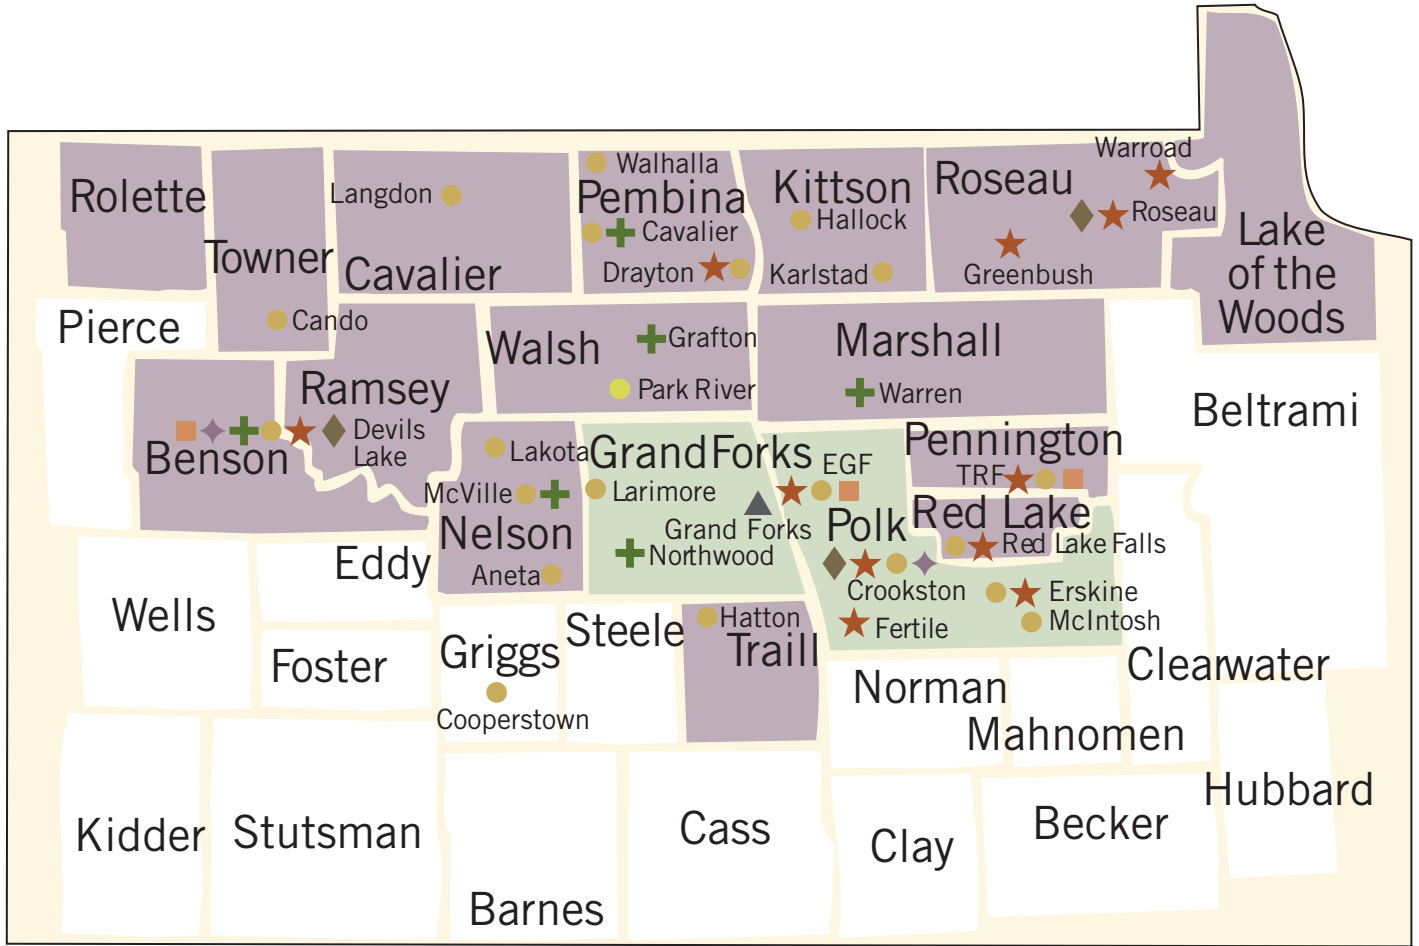 Warroad
Walhalla
Rolette
Langdon
Pembina
Kittson
Roseau
Roseau
Hallock
Cavalier
Towner
Cavalier
Drayton
Karlstad
Greenbush
Lake
of the
Woods
Pierce
Cando
Walsh
Grafton
Marshall
Ramsey
Park River
Warren
Beltrami
Devils
Lake
Benson
Lakota
Grand Forks
EGF
Pennington
TRF
McVille
Larimore
Grand Forks
Nelson
Northwood
Polk
Red Lake
Red Lake Falls
Eddy
Aneta
Crookston
Erskine
McIntosh
Wells
Hatton
Fertile
Foster
Griggs
Steele
Traill
Clearwater
Norman
Cooperstown
Mahnomen
Hubbard
Kidder
Stutsman
Cass
Clay
Becker
Barnes